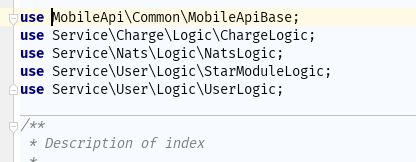 use MobileApi\Common\MobileApiBase;
use Service\Charge\Logic\ChargeLogic;
use Service\Nats\Logic\NatsLogic;
use Service\User\Logic\StarModuleLogic;
use Service\User\Logic\UserLogic;
/**
* Description of index
*